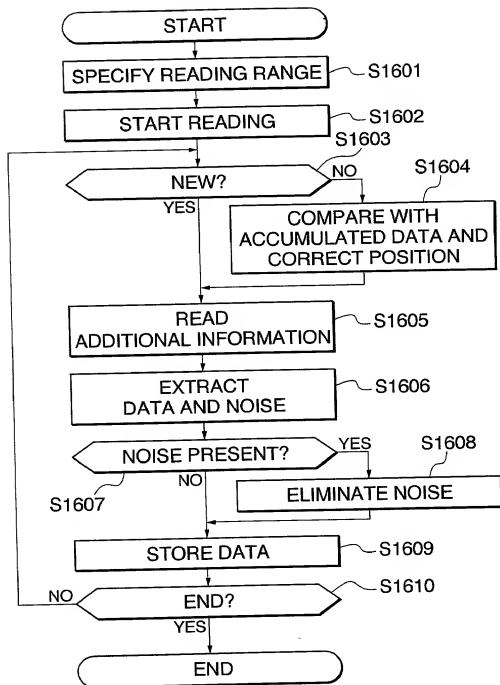 START
SPECIFY READING RANGE
S1601
START READING
S1602
S1603
NEW?
NO
YES
S1604
COMPARE WITH
ACCUMULATED DATA AND
CORRECT POSITION
READ
ADDITIONAL INFORMATION
S1605
EXTRACT
DATA AND NOISE
S1606
NOISE PRESENT?
YES
NO
S1607
S1608
ELIMINATE NOISE
STORE DATA
S1609
END?
S1610
NO
YES
END